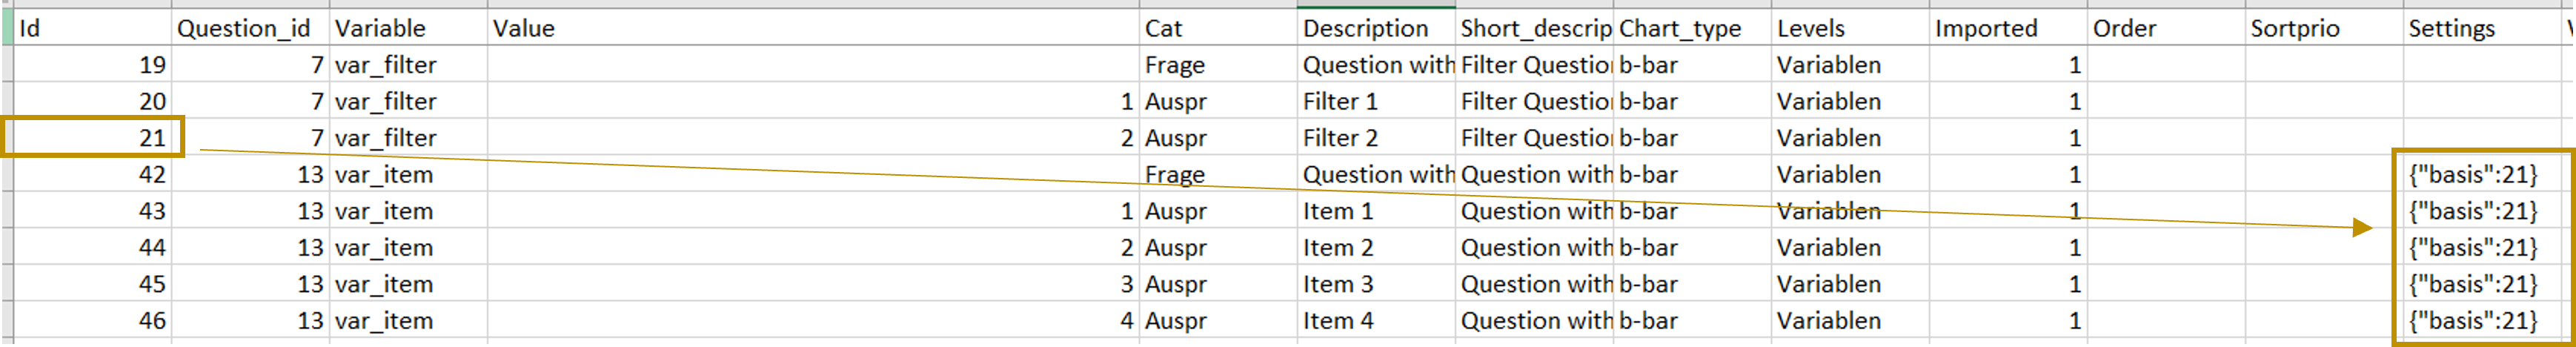 Id Question_id Variable Value Cat Description Short_descrip Chart_type Levels Imported Order Sortprio Settings
19 7 var_filter Frage Question with Filter Question b-bar Variablen 1
20 7 var_filter 1 Auspr Filter 1 Filter Question b-bar Variablen 1
21 7 var_filter 2 Auspr Filter 2 Filter Question b-bar Variablen 1
42 13 var_item Frage Question with Question with b-bar Variablen 1 {"basis":21}
43 13 var_item 1 Auspr Item 1 Question with b-bar Variablen 1 {"basis":21}
44 13 var_item 2 Auspr Item 2 Question with b-bar Variablen 1 {"basis":21}
45 13 var_item 3 Auspr Item 3 Question with b-bar Variablen 1 {"basis":21}
46 13 var_item 4 Auspr Item 4 Question with b-bar Variablen 1 {"basis":21}